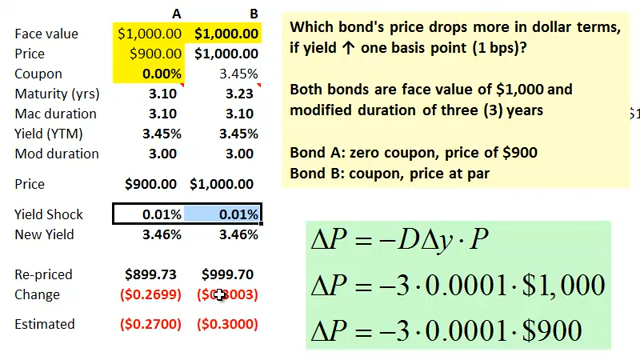 A B
Face value $1,000.00 $1,000.00
Price $900.00 $1,000.00
Coupon 0.00% 3.45%
Maturity (yrs) 3.10 3.23
Mac duration 3.10 3.10
Yield (YTM) 3.45% 3.45%
Mod duration 3.00 3.00
Price $900.00 $1,000.00
Yield Shock 0.01% 0.01%
New Yield 3.46% 3.46%
Re-priced $899.73 $999.70
Change ($0.2699) ($0.3003)
Estimated ($0.2700) ($0.3000)
Which bond's price drops more in dollar terms,
if yield ↑ one basis point (1 bps)?
Both bonds are face value of $1,000 and
modified duration of three (3) years
Bond A: zero coupon, price of $900
Bond B: coupon, price at par
$1
ΔP = −DΔy · P
ΔP = −3 · 0.0001 · $1,000
ΔP = −3 · 0.0001 · $900